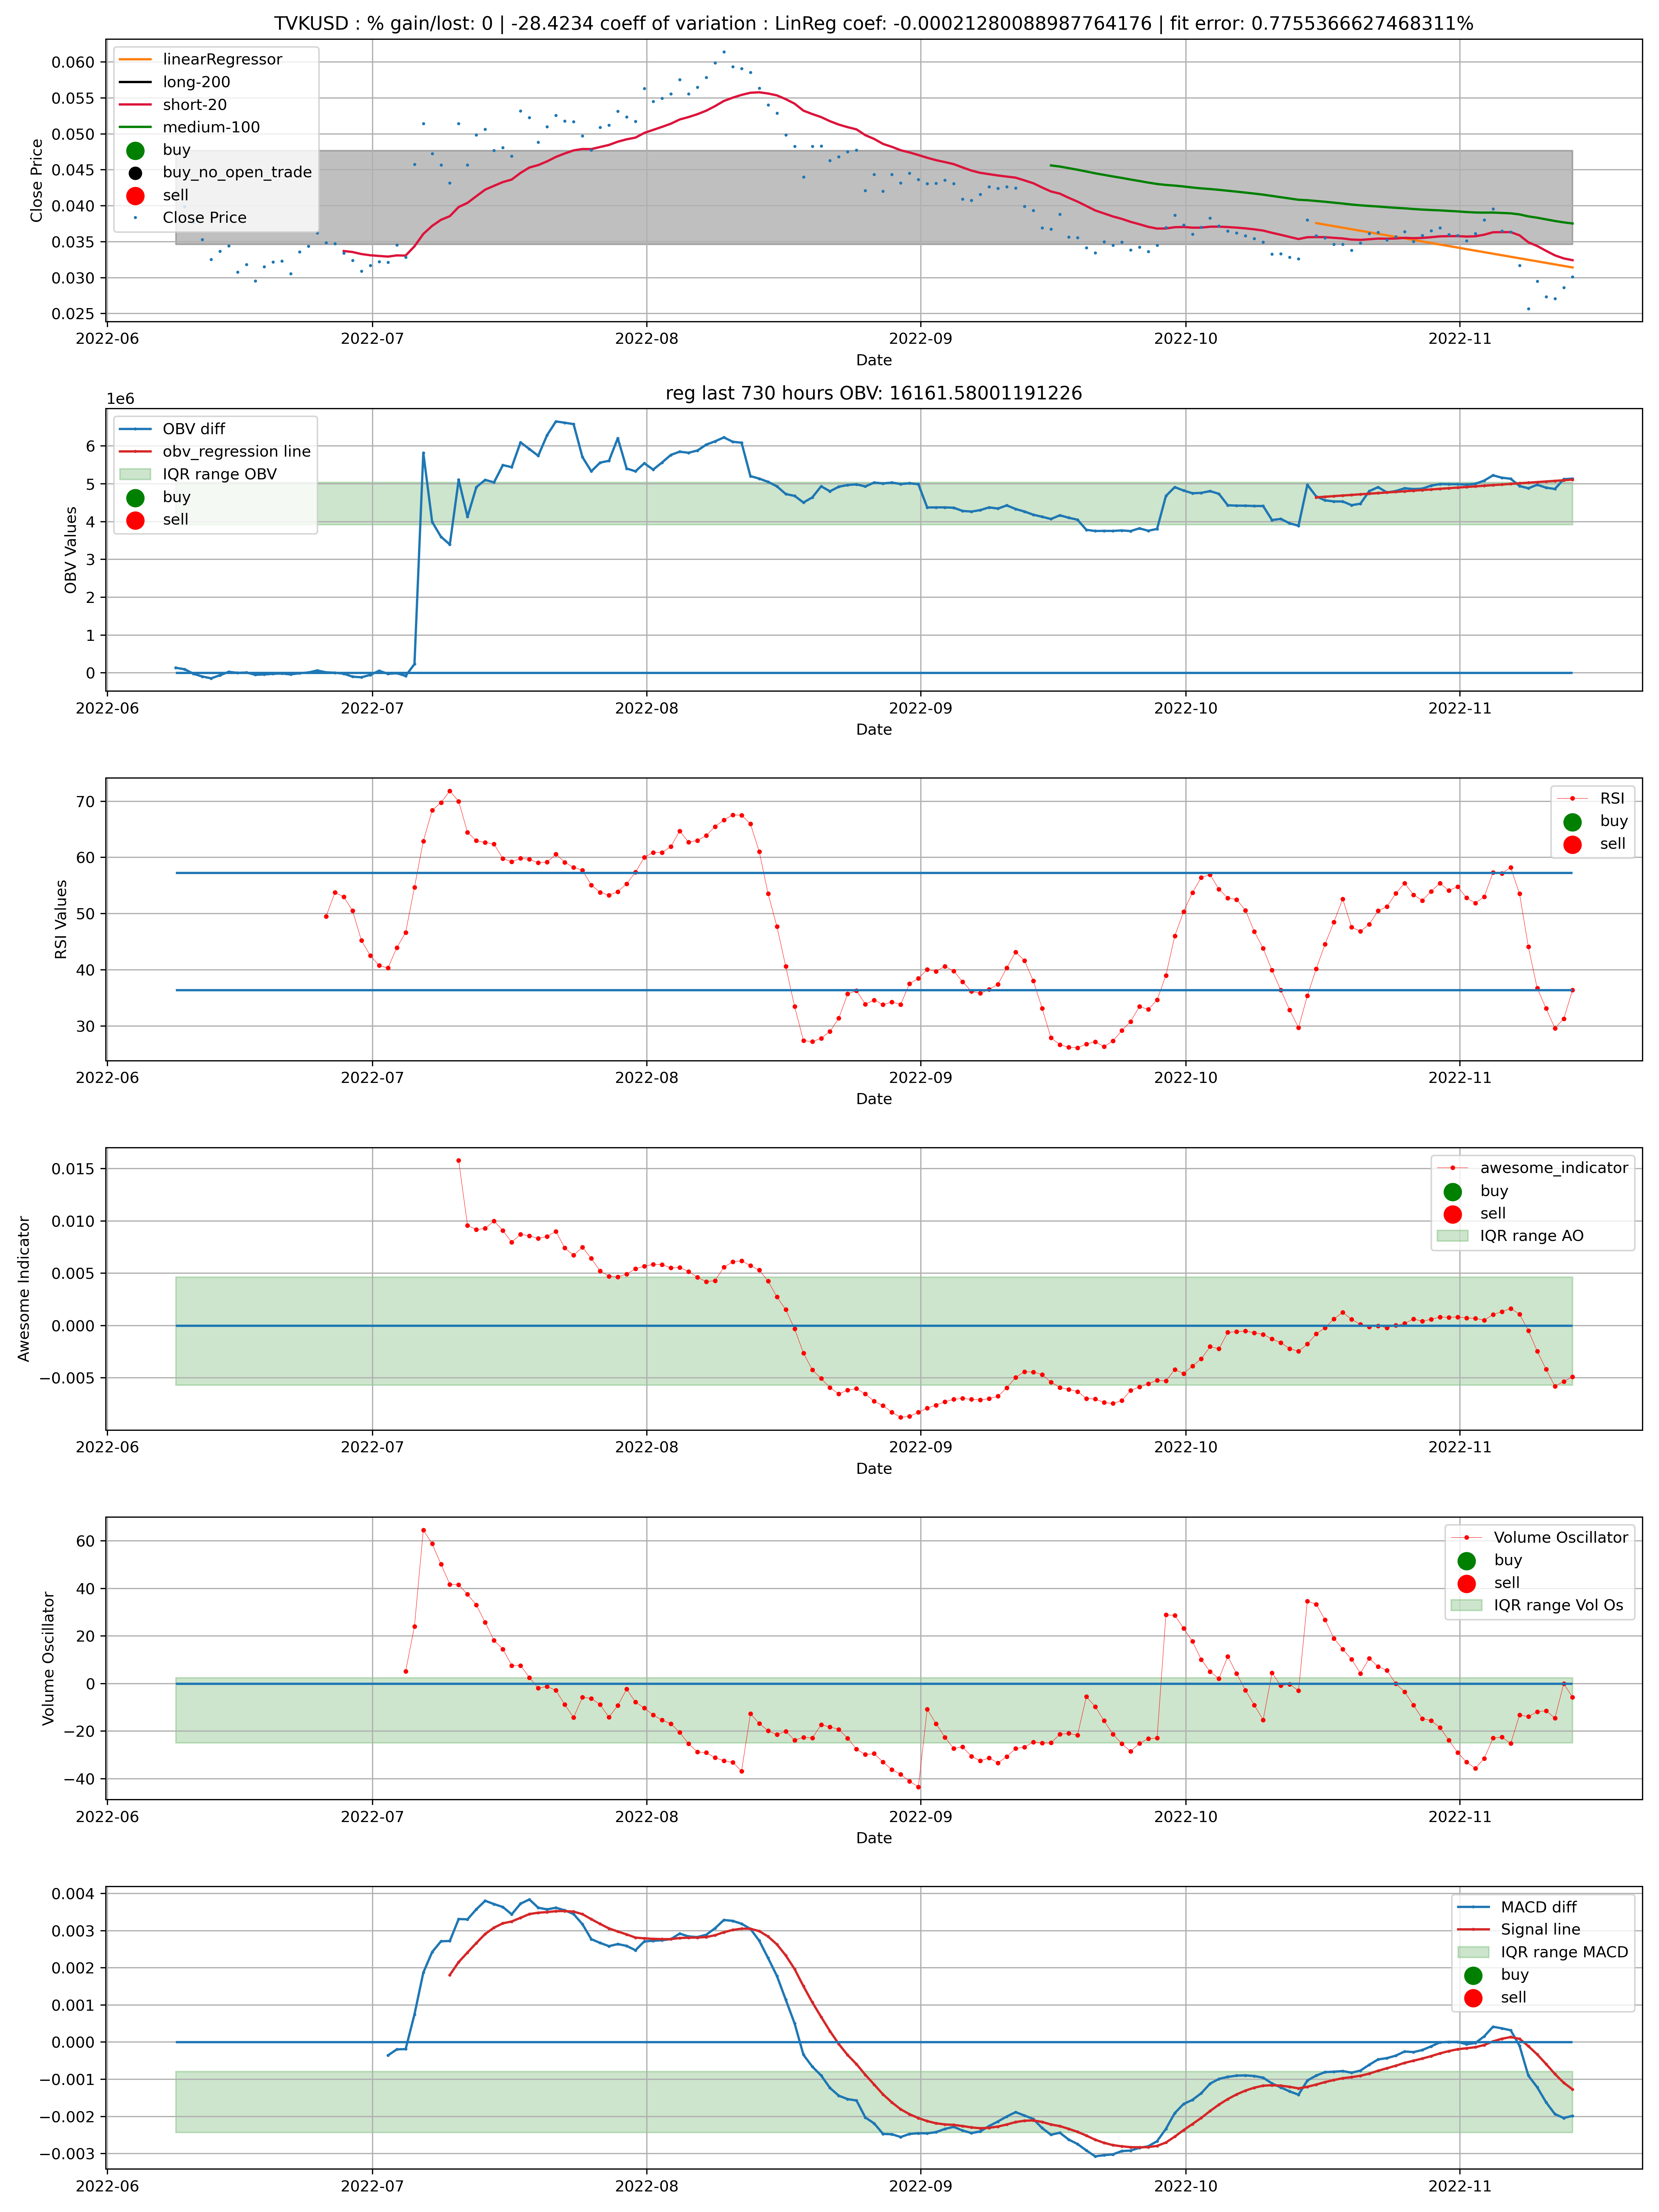 TVKUSD : % gain/lost: 0 | -28.4234 coeff of variation : LinReg coef: -0.00021280088987764176 | fit error: 0.7755366627468311%
linearRegressor
long-200
short-20
medium-100
buy
buy_no_open_trade
sell
Close Price
Close Price
0.060
0.055
0.050
0.045
0.040
0.035
0.030
0.025
2022-06 2022-07 2022-08 2022-09 2022-10 2022-11
Date
reg last 730 hours OBV: 16161.58001191226
1e6
OBV diff
obv_regression line
IQR range OBV
buy
sell
OBV Values
6
5
4
3
2
1
0
2022-06 2022-07 2022-08 2022-09 2022-10 2022-11
Date
RSI
buy
sell
RSI Values
70
60
50
40
30
2022-06 2022-07 2022-08 2022-09 2022-10 2022-11
Date
awesome_indicator
buy
sell
IQR range AO
Awesome Indicator
0.015
0.010
0.005
0.000
−0.005
2022-06 2022-07 2022-08 2022-09 2022-10 2022-11
Date
Volume Oscillator
buy
sell
IQR range Vol Os
Volume Oscillator
60
40
20
0
−20
−40
2022-06 2022-07 2022-08 2022-09 2022-10 2022-11
Date
MACD diff
Signal line
IQR range MACD
buy
sell
0.004
0.003
0.002
0.001
0.000
−0.001
−0.002
−0.003
2022-06 2022-07 2022-08 2022-09 2022-10 2022-11